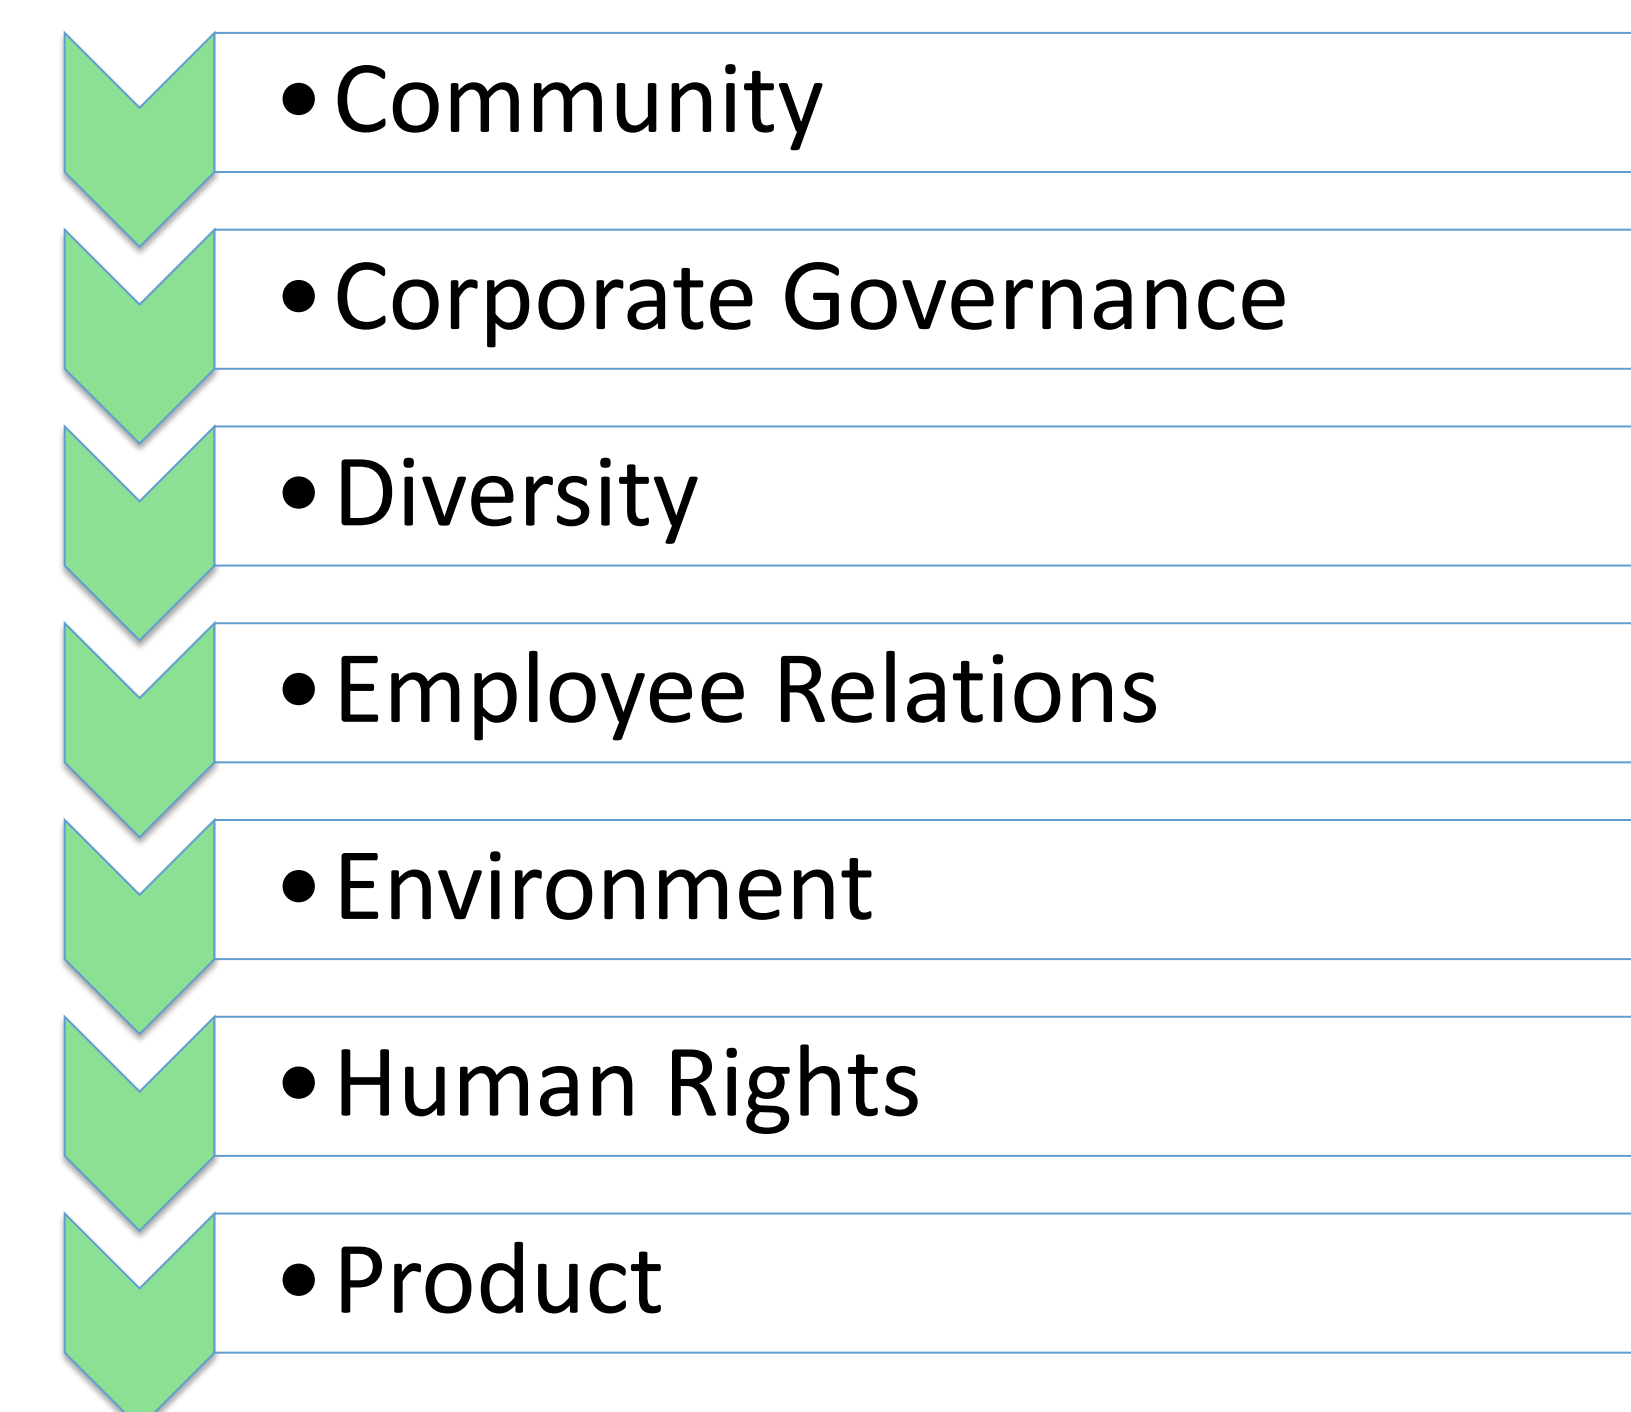 •Community
•Corporate Governance
•Diversity
•Employee Relations
•Environment
•Human Rights
•Product